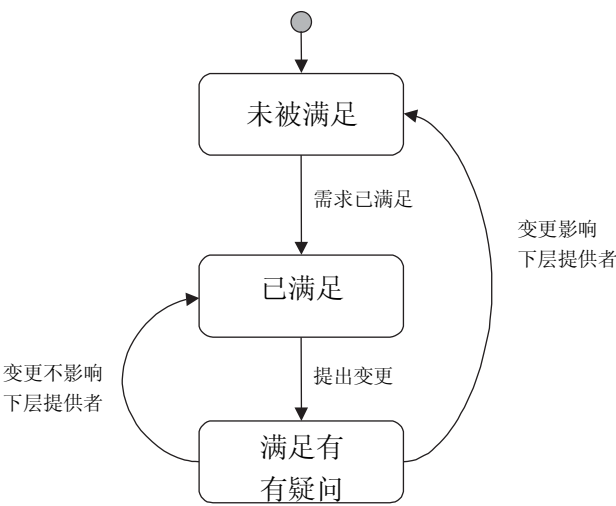 未被满足
需求已满足
变更影响
下层提供者
已满足
变更不影响
下层提供者
提出变更
满足有
有疑问